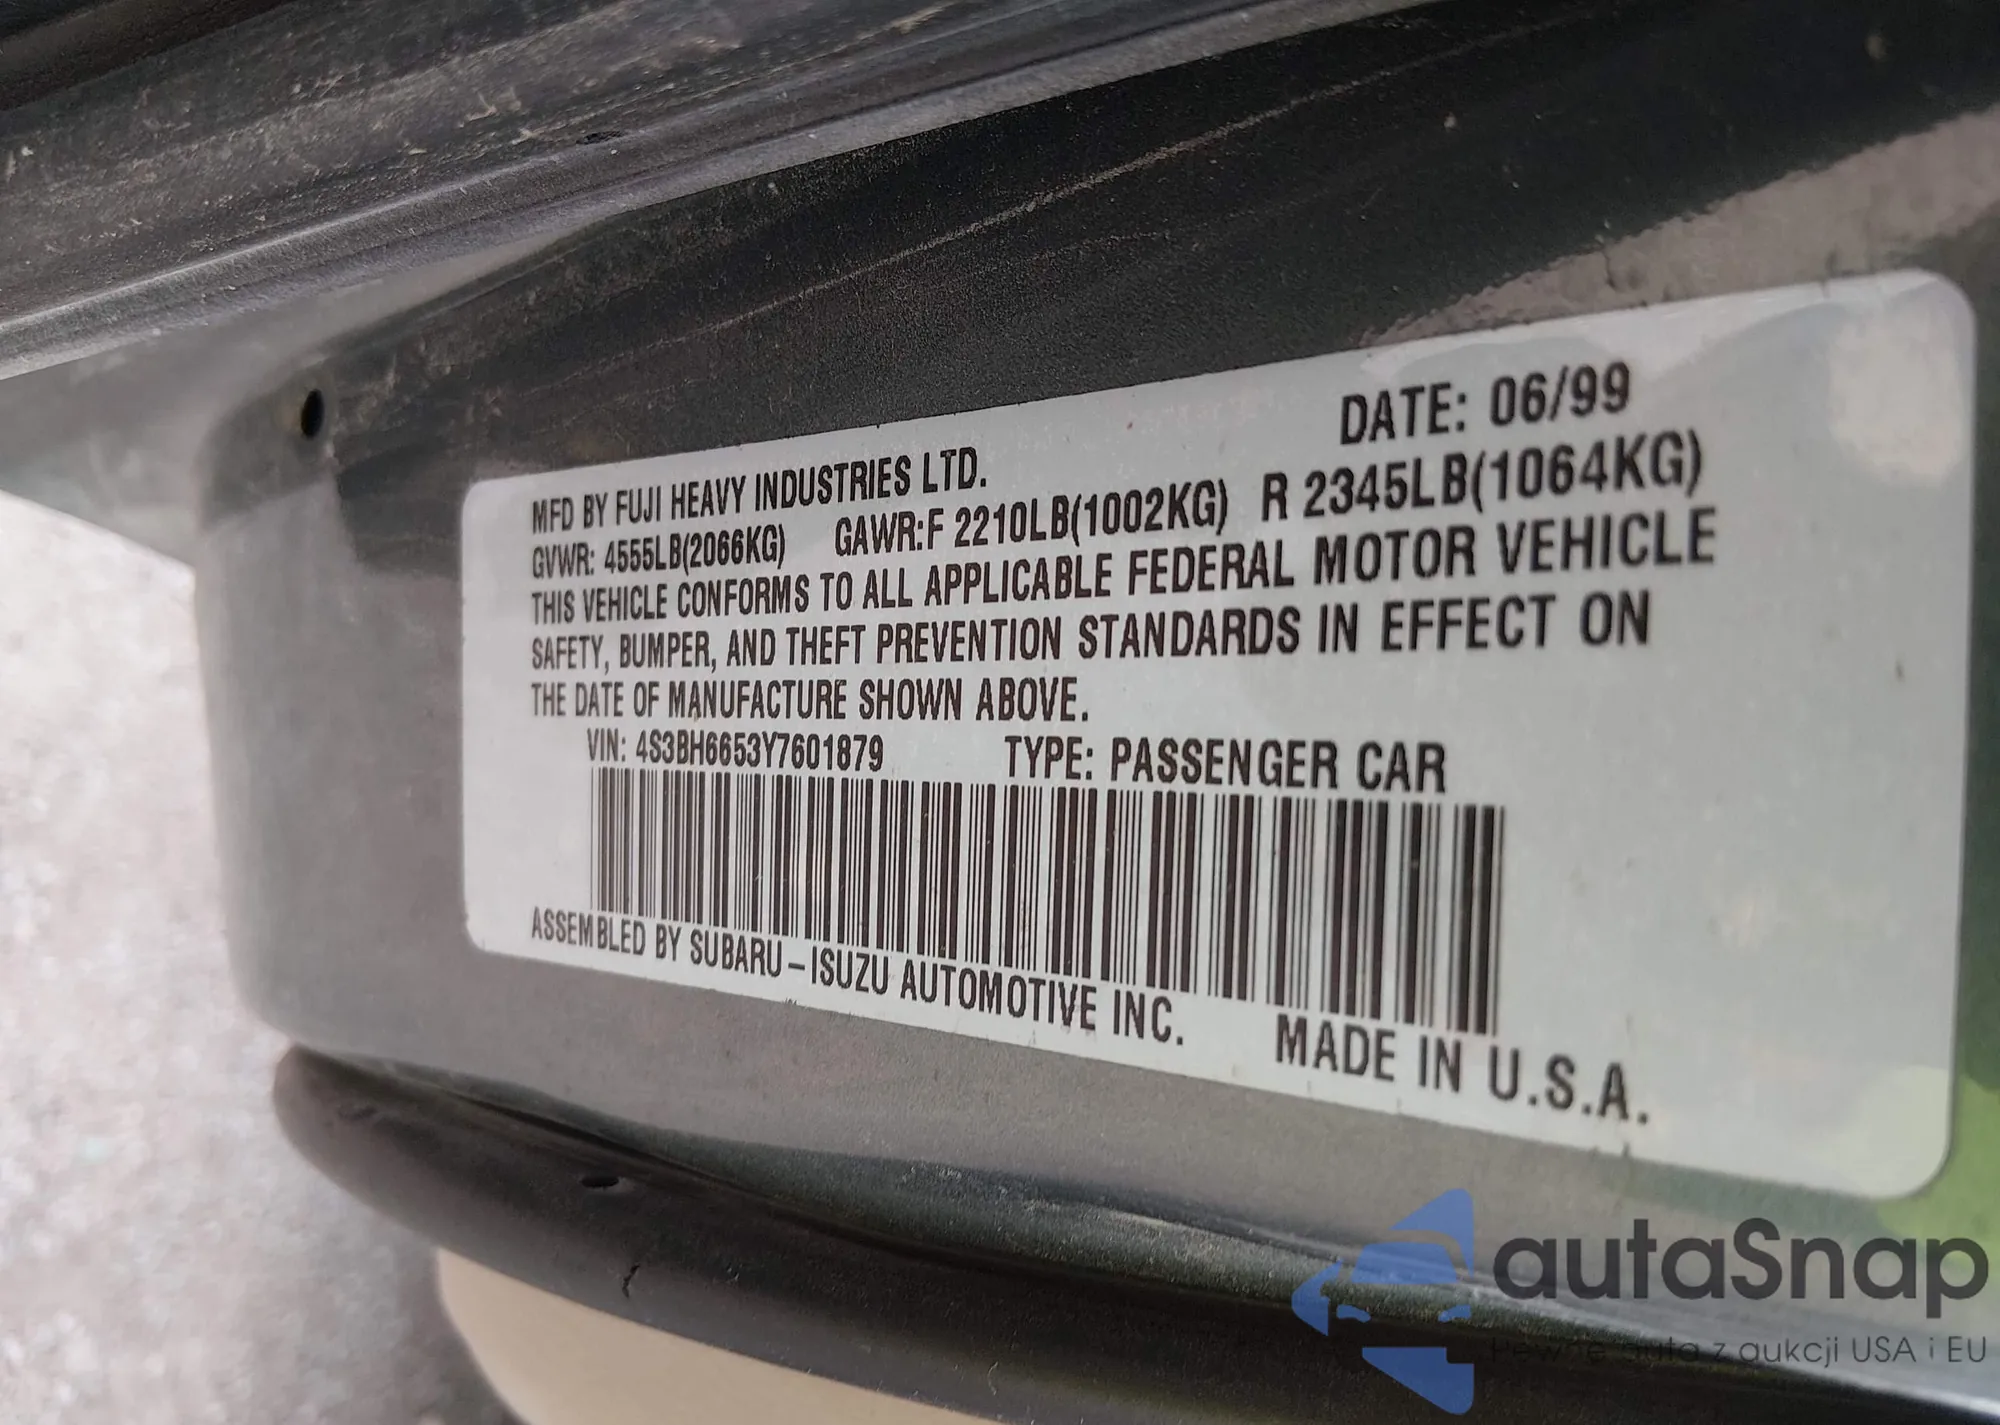 DATE: 06/99
MFD BY FUJI HEAVY INDUSTRIES LTD.
GVWR: 4555LB(2066KG) GAWR:F 2210LB(1002KG) R 2345LB(1064KG)
THIS VEHICLE CONFORMS TO ALL APPLICABLE FEDERAL MOTOR VEHICLE
SAFETY, BUMPER, AND THEFT PREVENTION STANDARDS IN EFFECT ON
THE DATE OF MANUFACTURE SHOWN ABOVE.
VIN: 4S3BH6653Y7601879 TYPE: PASSENGER CAR
ASSEMBLED BY SUBARU-ISUZU AUTOMOTIVE INC. MADE IN U.S.A.
autaSnap
Pewne auta z aukcji USA i EU